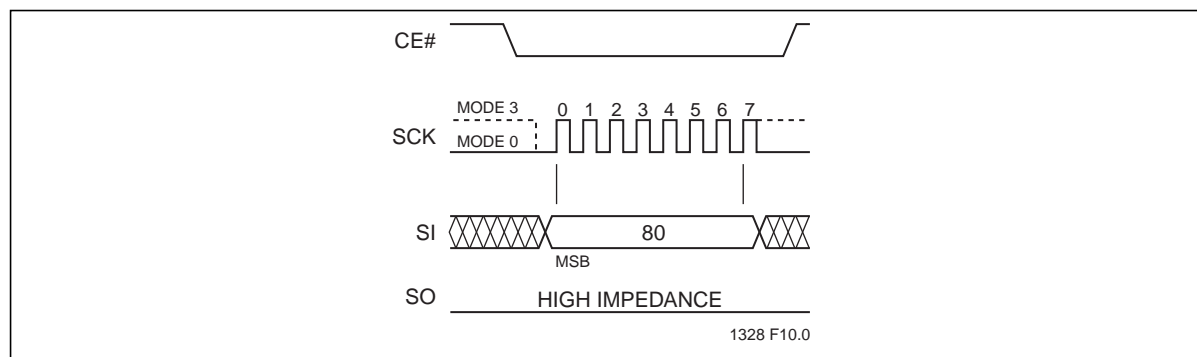 CE#
MODE 3 0 1 2 3 4 5 6 7
SCK
MODE 0
SI 80
MSB
SO HIGH IMPEDANCE
1328 F10.0